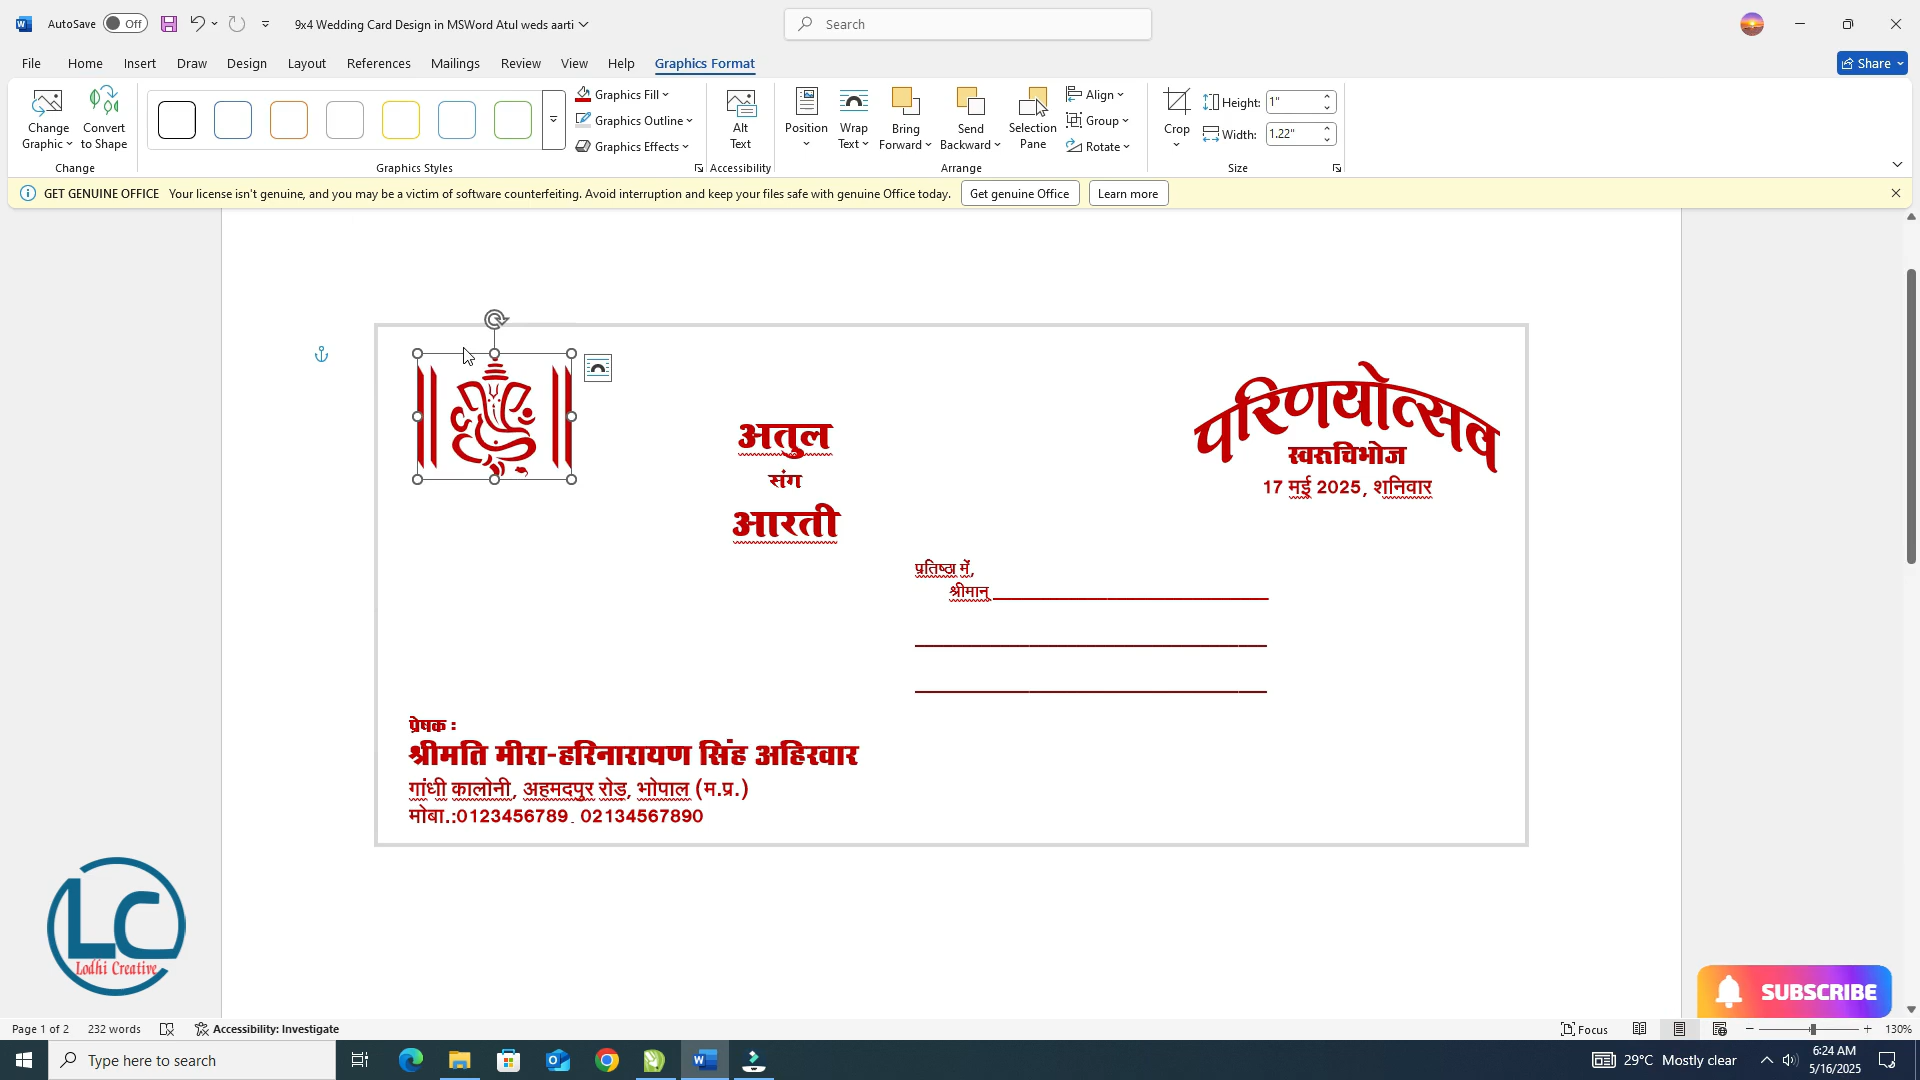 AutoSave Off 9x4 Wedding Card Design in MSWord Atul weds aarti Search
File Home Insert Draw Design Layout References Mailings Review View Help Graphics Format Share
Change Graphic Convert to Shape Graphics Fill Graphics Outline Graphics Effects Alt Text Position Wrap Text Bring Forward Send Backward Selection Pane Align Group Rotate Crop Height: 1" Width: 1.22"
Change Graphics Styles Accessibility Arrange Size
GET GENUINE OFFICE Your license isn't genuine, and you may be a victim of software counterfeiting. Avoid interruption and keep your files safe with genuine Office today. Get genuine Office Learn more
परिणयोत्सव
स्वरूचिभोज
17 मई 2025, शनिवार
अतुल
संग
आरती
प्रतिष्ठा में,
श्रीमान्
प्रेषक :
श्रीमति मीरा-हरिनारायण सिंह अहिरवार
गांधी कालोनी, अहमदपुर रोड, भोपाल (म.प्र.)
मोबा.:0123456789, 02134567890
LC
Lodhi Creative
SUBSCRIBE
Page 1 of 2 232 words Accessibility: Investigate Focus 130%
Type here to search 29°C Mostly clear 6:24 AM
5/16/2025